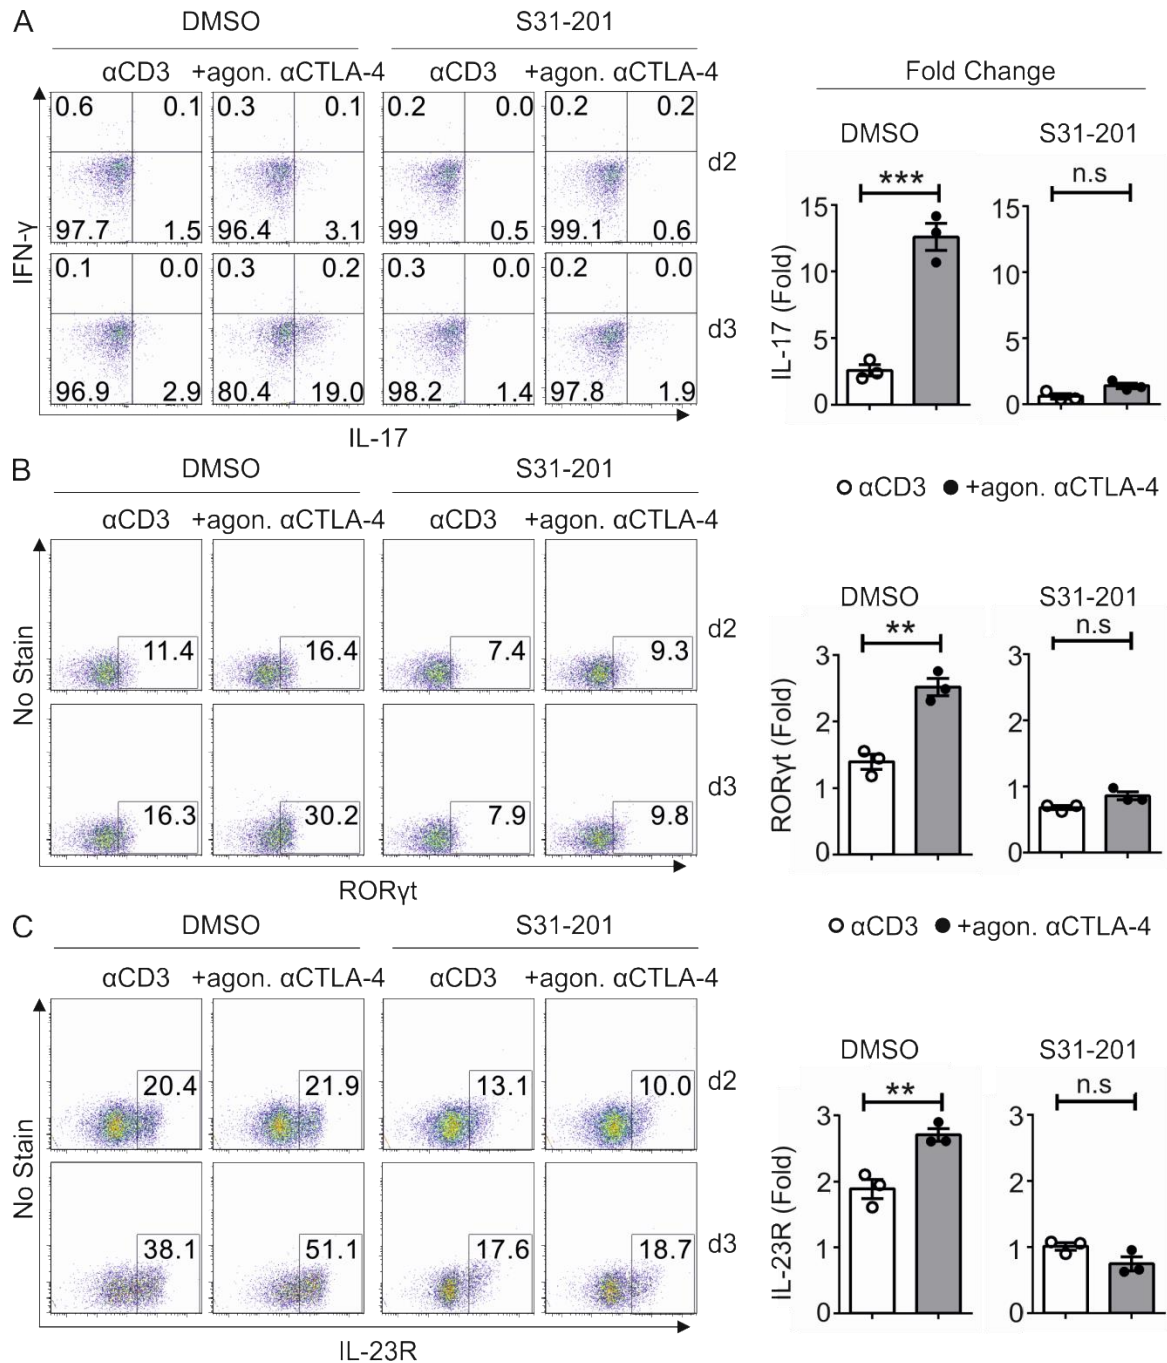 A
DMSO S31-201
αCD3 +agon. αCTLA-4 αCD3 +agon. αCTLA-4
Fold Change
DMSO S31-201
0.6 0.1 0.3 0.1 0.2 0.0 0.2 0.2
d2
97.7 1.5 96.4 3.1 99 0.5 99.1 0.6
0.1 0.0 0.3 0.2 0.3 0.0 0.2 0.0
d3
96.9 2.9 80.4 19.0 98.2 1.4 97.8 1.9
IFN-γ
IL-17
*** n.s
15 15
10 10
5 5
0 0
IL-17 (Fold)
αCD3 +agon. αCTLA-4
B
DMSO S31-201
αCD3 +agon. αCTLA-4 αCD3 +agon. αCTLA-4
11.4 16.4 7.4 9.3
d2
16.3 30.2 7.9 9.8
d3
No Stain
RORγt
DMSO S31-201
** n.s
3 3
2 2
1 1
0 0
RORγt (Fold)
αCD3 +agon. αCTLA-4
C
DMSO S31-201
αCD3 +agon. αCTLA-4 αCD3 +agon. αCTLA-4
20.4 21.9 13.1 10.0
d2
38.1 51.1 17.6 18.7
d3
No Stain
IL-23R
DMSO S31-201
** n.s
3 3
2 2
1 1
0 0
IL-23R (Fold)